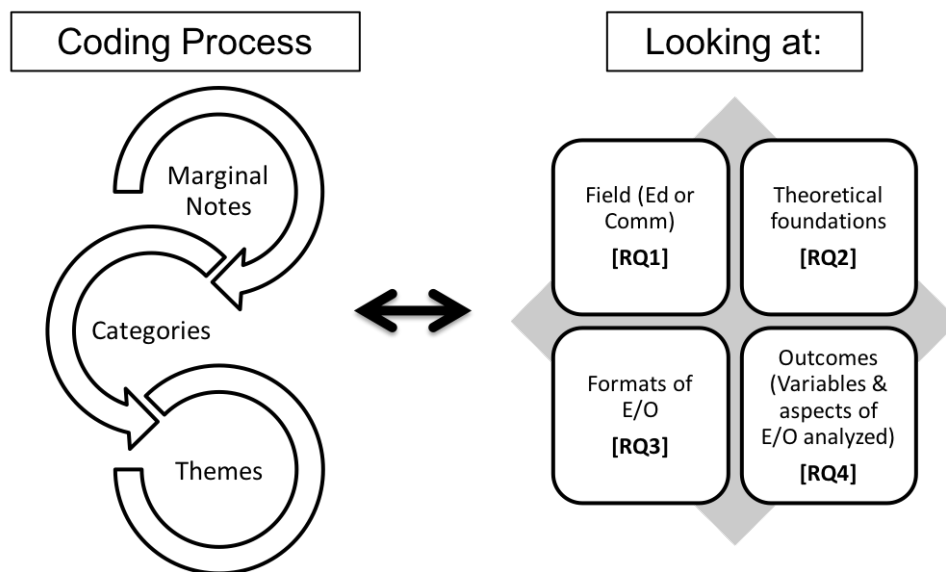 Coding Process
Marginal
Notes
Categories
Themes
Looking at:
Field (Ed or
Comm)
[RQ1]
Theoretical
foundations
[RQ2]
Formats of
E/O
[RQ3]
Outcomes
(Variables &
aspects of
E/O analyzed)
[RQ4]